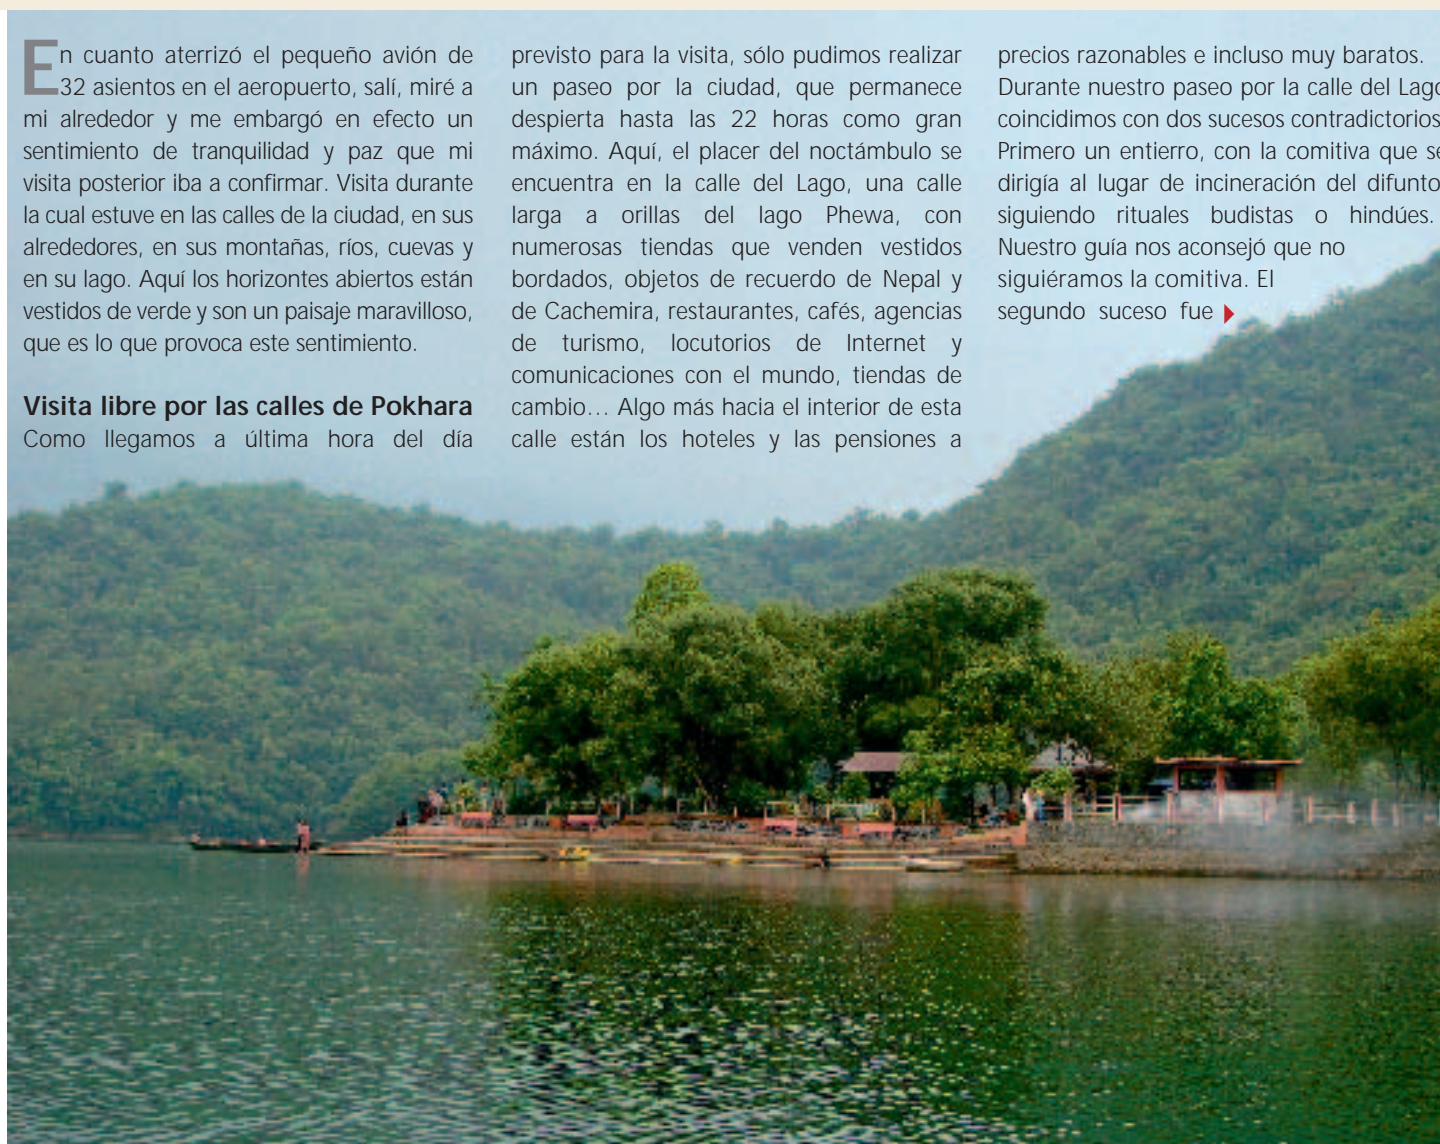 En cuanto aterrizó el pequeño avión de
32 asientos en el aeropuerto, salí, miré a
mi alrededor y me embargó en efecto un
sentimiento de tranquilidad y paz que mi
visita posterior iba a confirmar. Visita durante
la cual estuve en las calles de la ciudad, en sus
alrededores, en sus montañas, ríos, cuevas y
en su lago. Aquí los horizontes abiertos están
vestidos de verde y son un paisaje maravilloso,
que es lo que provoca este sentimiento.
Visita libre por las calles de Pokhara
Como llegamos a última hora del día
previsto para la visita, sólo pudimos realizar
un paseo por la ciudad, que permanece
despierta hasta las 22 horas como gran
máximo. Aquí, el placer del noctámbulo se
encuentra en la calle del Lago, una calle
larga a orillas del lago Phewa, con
numerosas tiendas que venden vestidos
bordados, objetos de recuerdo de Nepal y
de Cachemira, restaurantes, cafés, agencias
de turismo, locutorios de Internet y
comunicaciones con el mundo, tiendas de
cambio… Algo más hacia el interior de esta
calle están los hoteles y las pensiones a
precios razonables e incluso muy baratos.
Durante nuestro paseo por la calle del Lago
coincidimos con dos sucesos contradictorios.
Primero un entierro, con la comitiva que se
dirigía al lugar de incineración del difunto
siguiendo rituales budistas o hindúes.
Nuestro guía nos aconsejó que no
siguiéramos la comitiva. El
segundo suceso fue